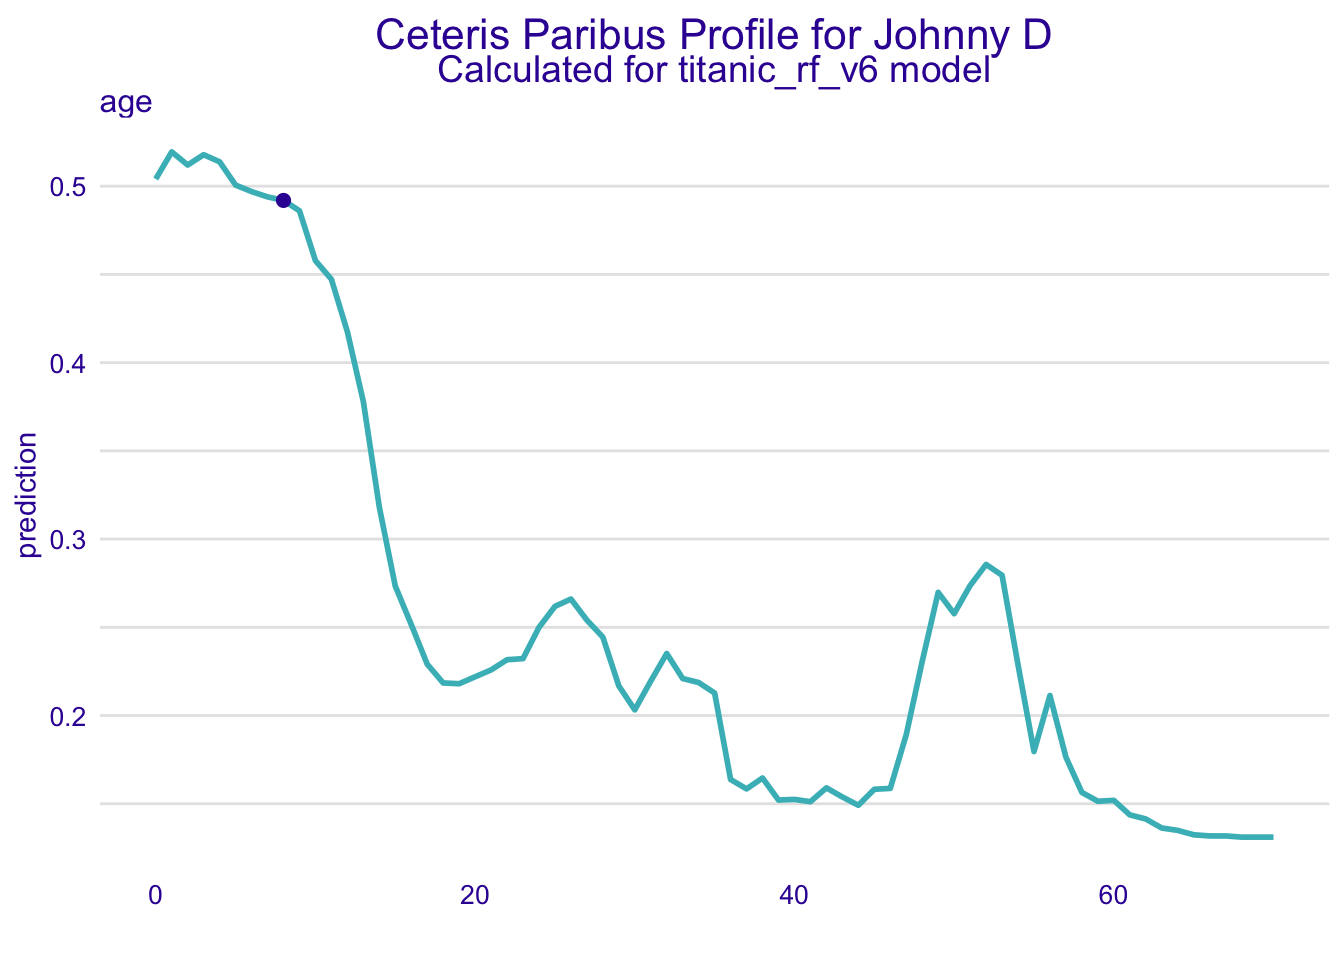 Ceteris Paribus Profile for Johnny D
Calculated for titanic_rf_v6 model
age
0.5
0.4
0.3
0.2
prediction
0
20
40
60